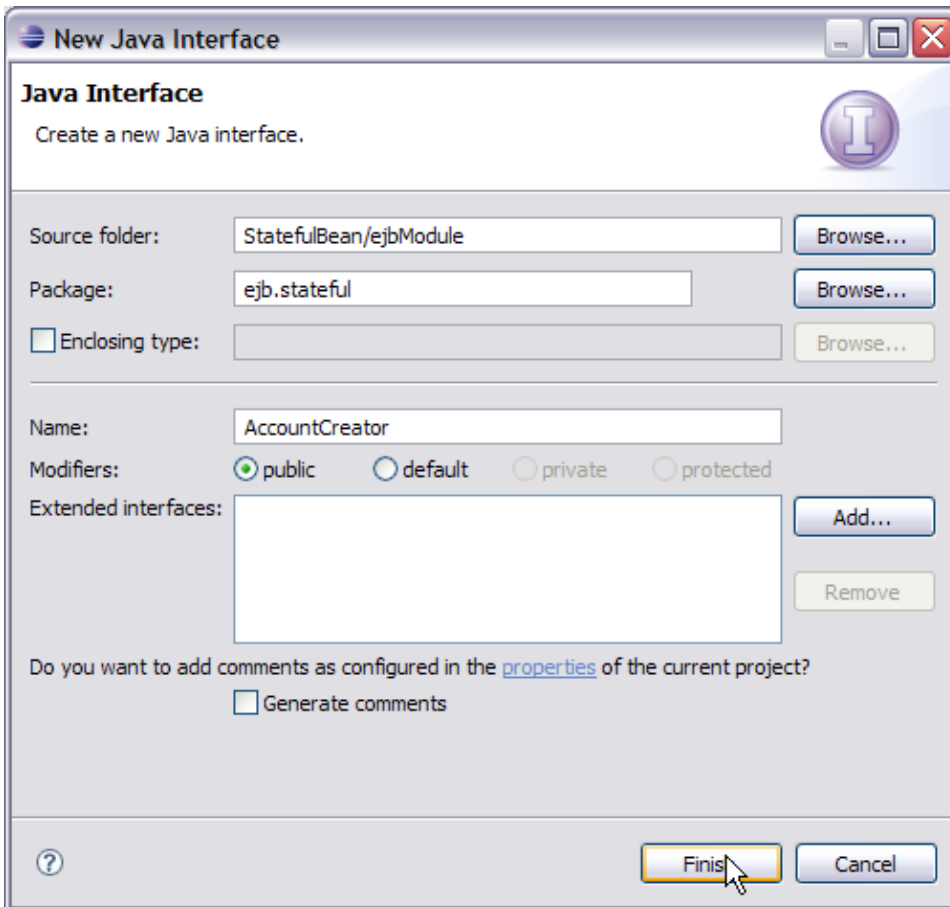 New Java Interface
Java Interface
Create a new Java interface.
Source folder: StatefulBean/ejbModule Browse...
Package: ejb.stateful Browse...
Enclosing type: Browse...
Name: AccountCreator
Modifiers: public default private protected
Extended interfaces: Add...
Remove
Do you want to add comments as configured in the properties of the current project?
Generate comments
? Finis Cancel